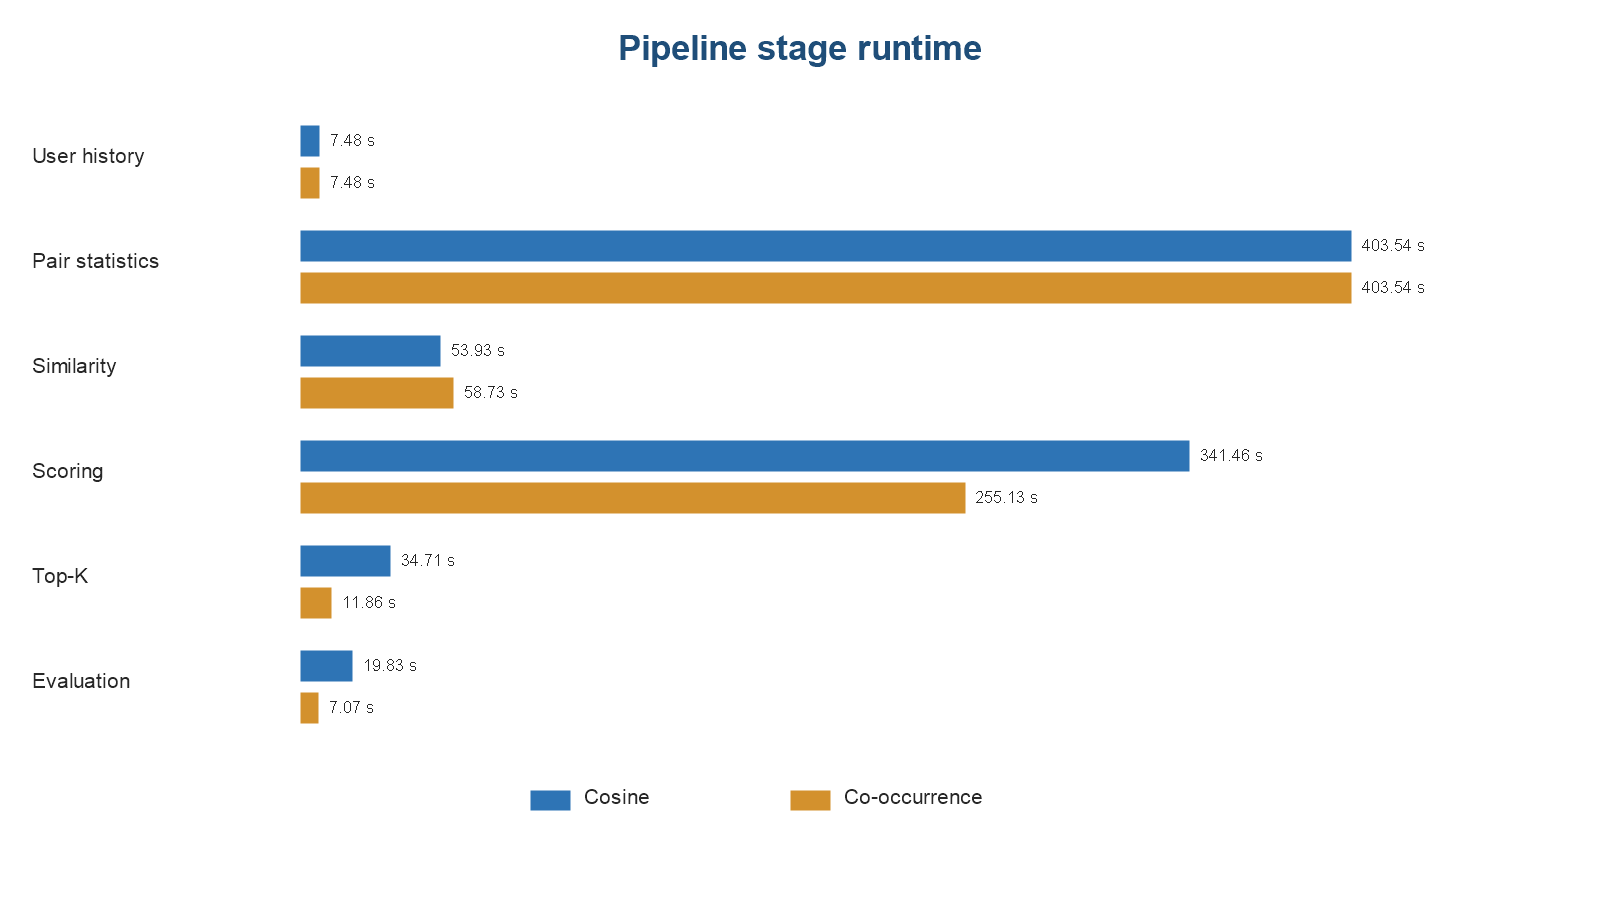 Pipeline stage runtime
User history
7.48 s
7.48 s
Pair statistics
403.54 s
403.54 s
Similarity
53.93 s
58.73 s
Scoring
341.46 s
255.13 s
Top-K
34.71 s
11.86 s
Evaluation
19.83 s
7.07 s
Cosine
Co-occurrence